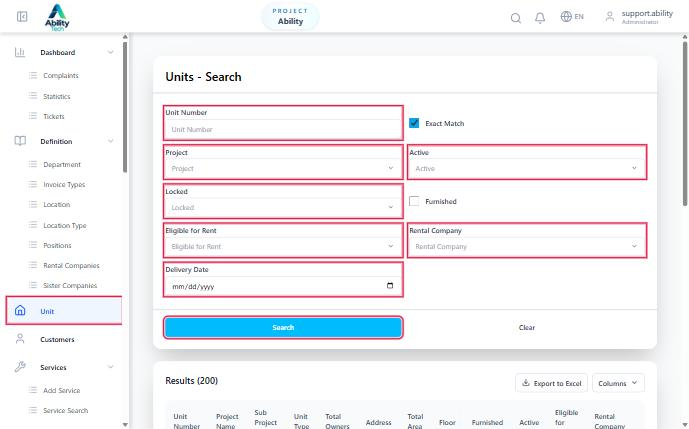 Ability
Tech
PROJECT
Ability
EN
support.ability
Administrator
Dashboard
Complaints
Statistics
Tickets
Definition
Department
Invoice Types
Location
Location Type
Positions
Rental Companies
Sister Companies
Unit
Customers
Services
Add Service
Service Search
Units - Search
Unit Number
Unit Number
Exact Match
Project
Project
Active
Active
Locked
Locked
Furnished
Eligible for Rent
Eligible for Rent
Rental Company
Rental Company
Delivery Date
mm/dd/yyyy
Search
Clear
Results (200)
Export to Excel
Columns
Unit Number
Project Name
Sub Project
Unit Type
Total Owners
Address
Total Area
Floor
Furnished
Active
Eligible for
Rental Company